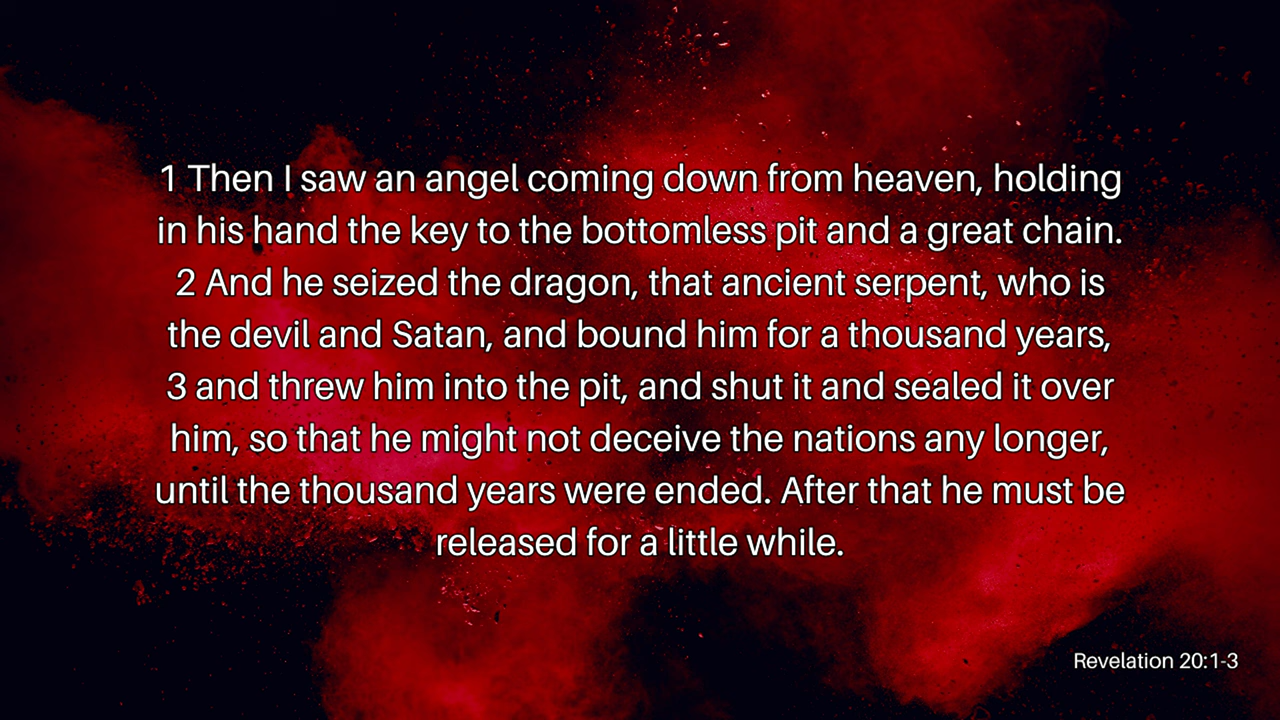 1 Then I saw an angel coming down from heaven, holding
in his hand the key to the bottomless pit and a great chain.
2 And he seized the dragon, that ancient serpent, who is
the devil and Satan, and bound him for a thousand years,
3 and threw him into the pit, and shut it and sealed it over
him, so that he might not deceive the nations any longer,
until the thousand years were ended. After that he must be
released for a little while.
Revelation 20:1-3